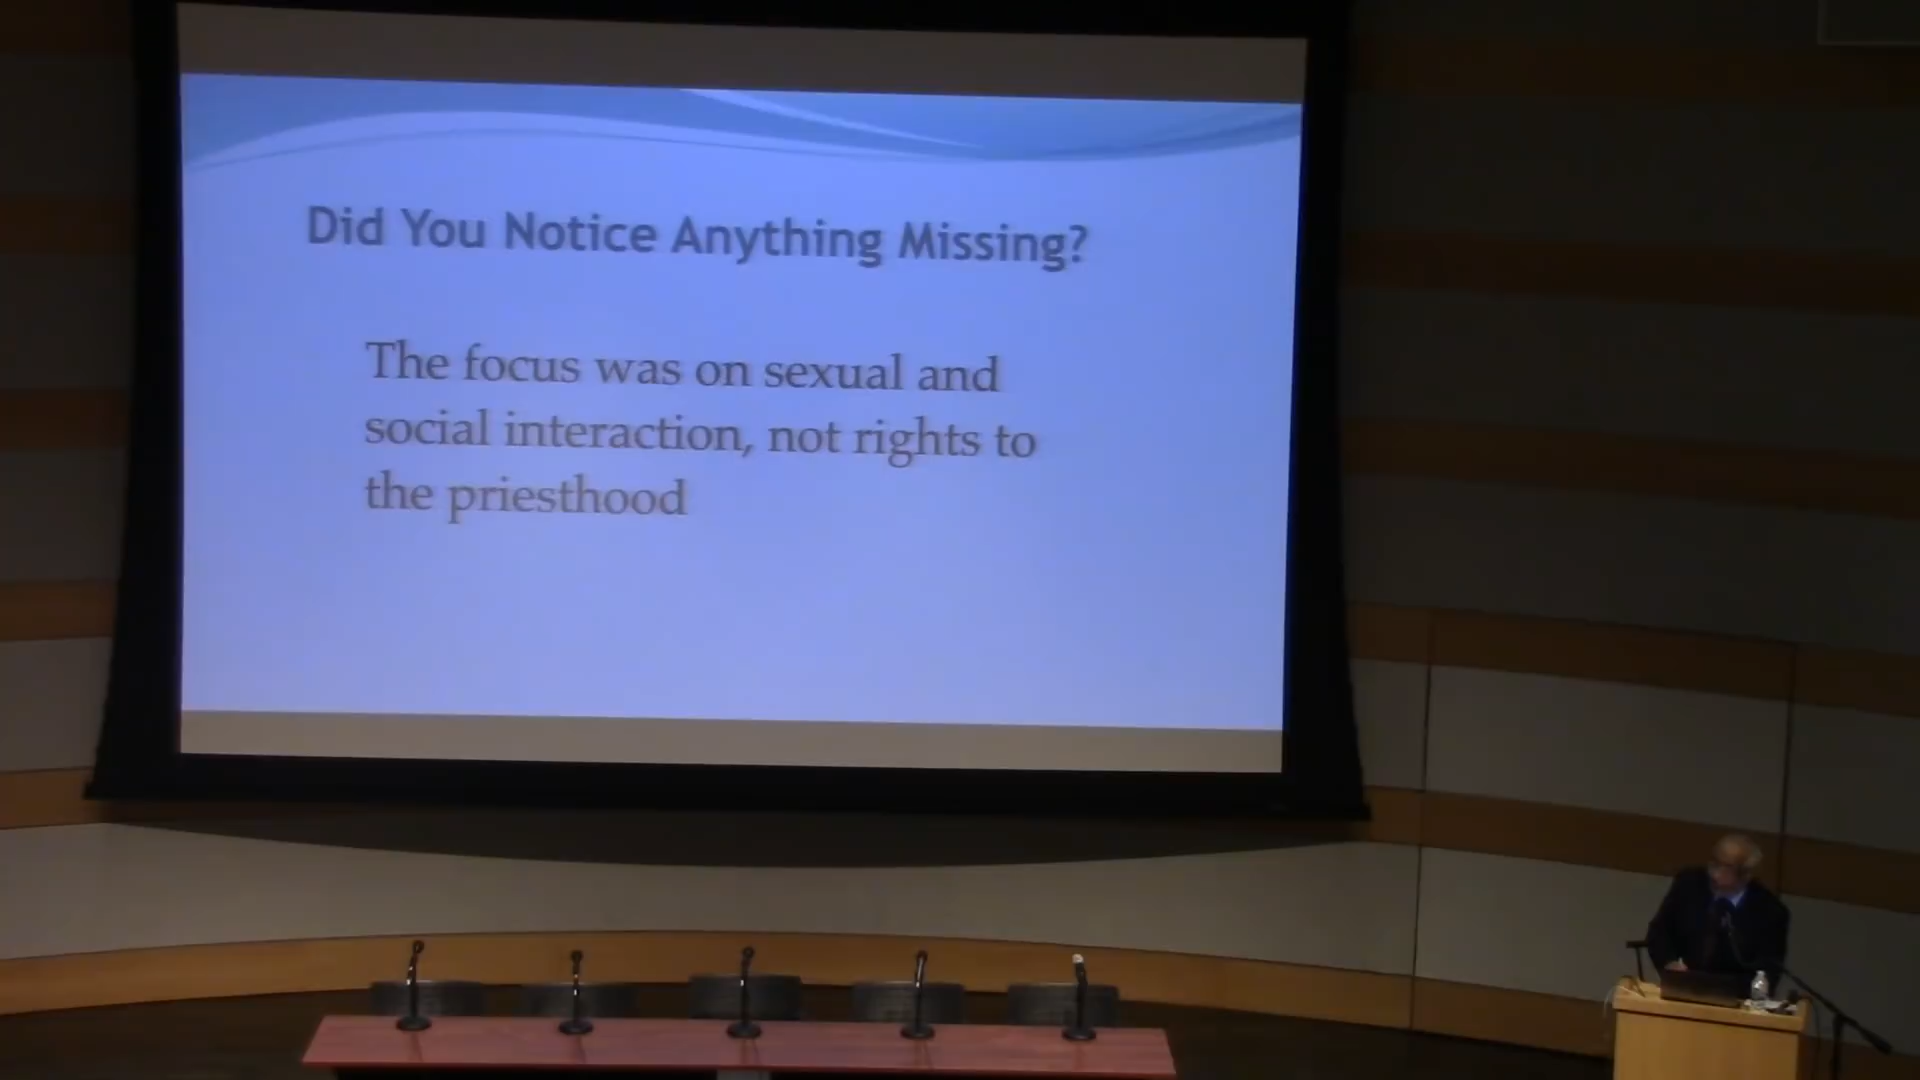 Did You Notice Anything Missing?
The focus was on sexual and
social interaction, not rights to
the priesthood